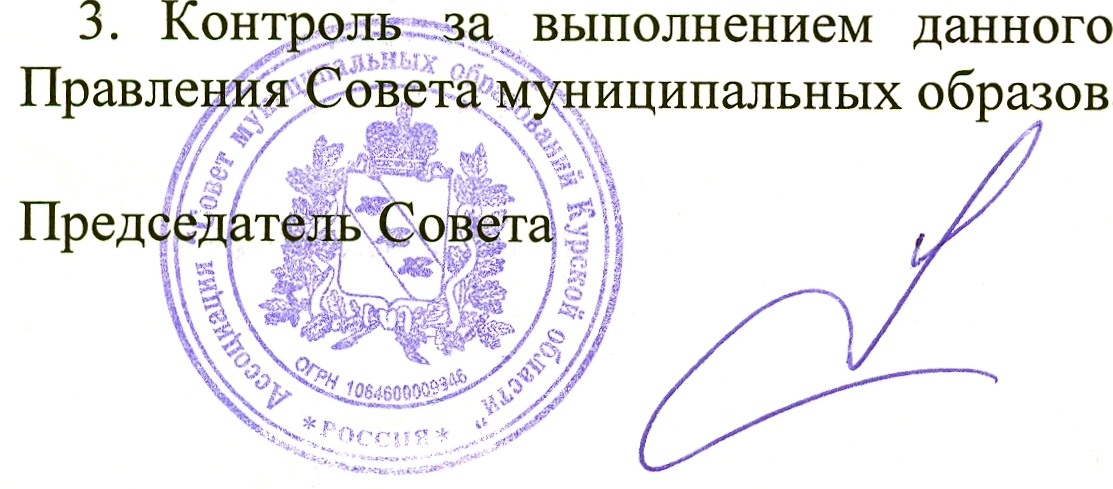 3. Контроль за выполнением данного
Правления Совета муниципальных образов
Председатель Совета
Ассоциация "Совет муниципальных образований Курской области"
ОГРН 1064600009346
*РОССИЯ*